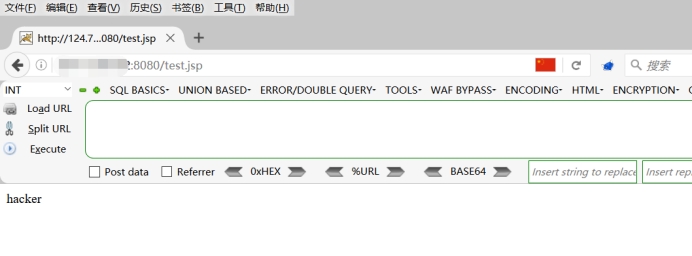 文件(F) 编辑(E) 查看(V) 历史(S) 书签(B) 工具(T) 帮助(H)
http://124.7...080/test.jsp
:8080/test.jsp
搜索
INT
SQL BASICS
UNION BASED
ERROR/DOUBLE QUERY
TOOLS
WAF BYPASS
ENCODING
HTML
ENCRYPTION
Load URL
Split URL
Execute
Post data
Referrer
0xHEX
%URL
BASE64
Insert string to replace
Insert repl
hacker